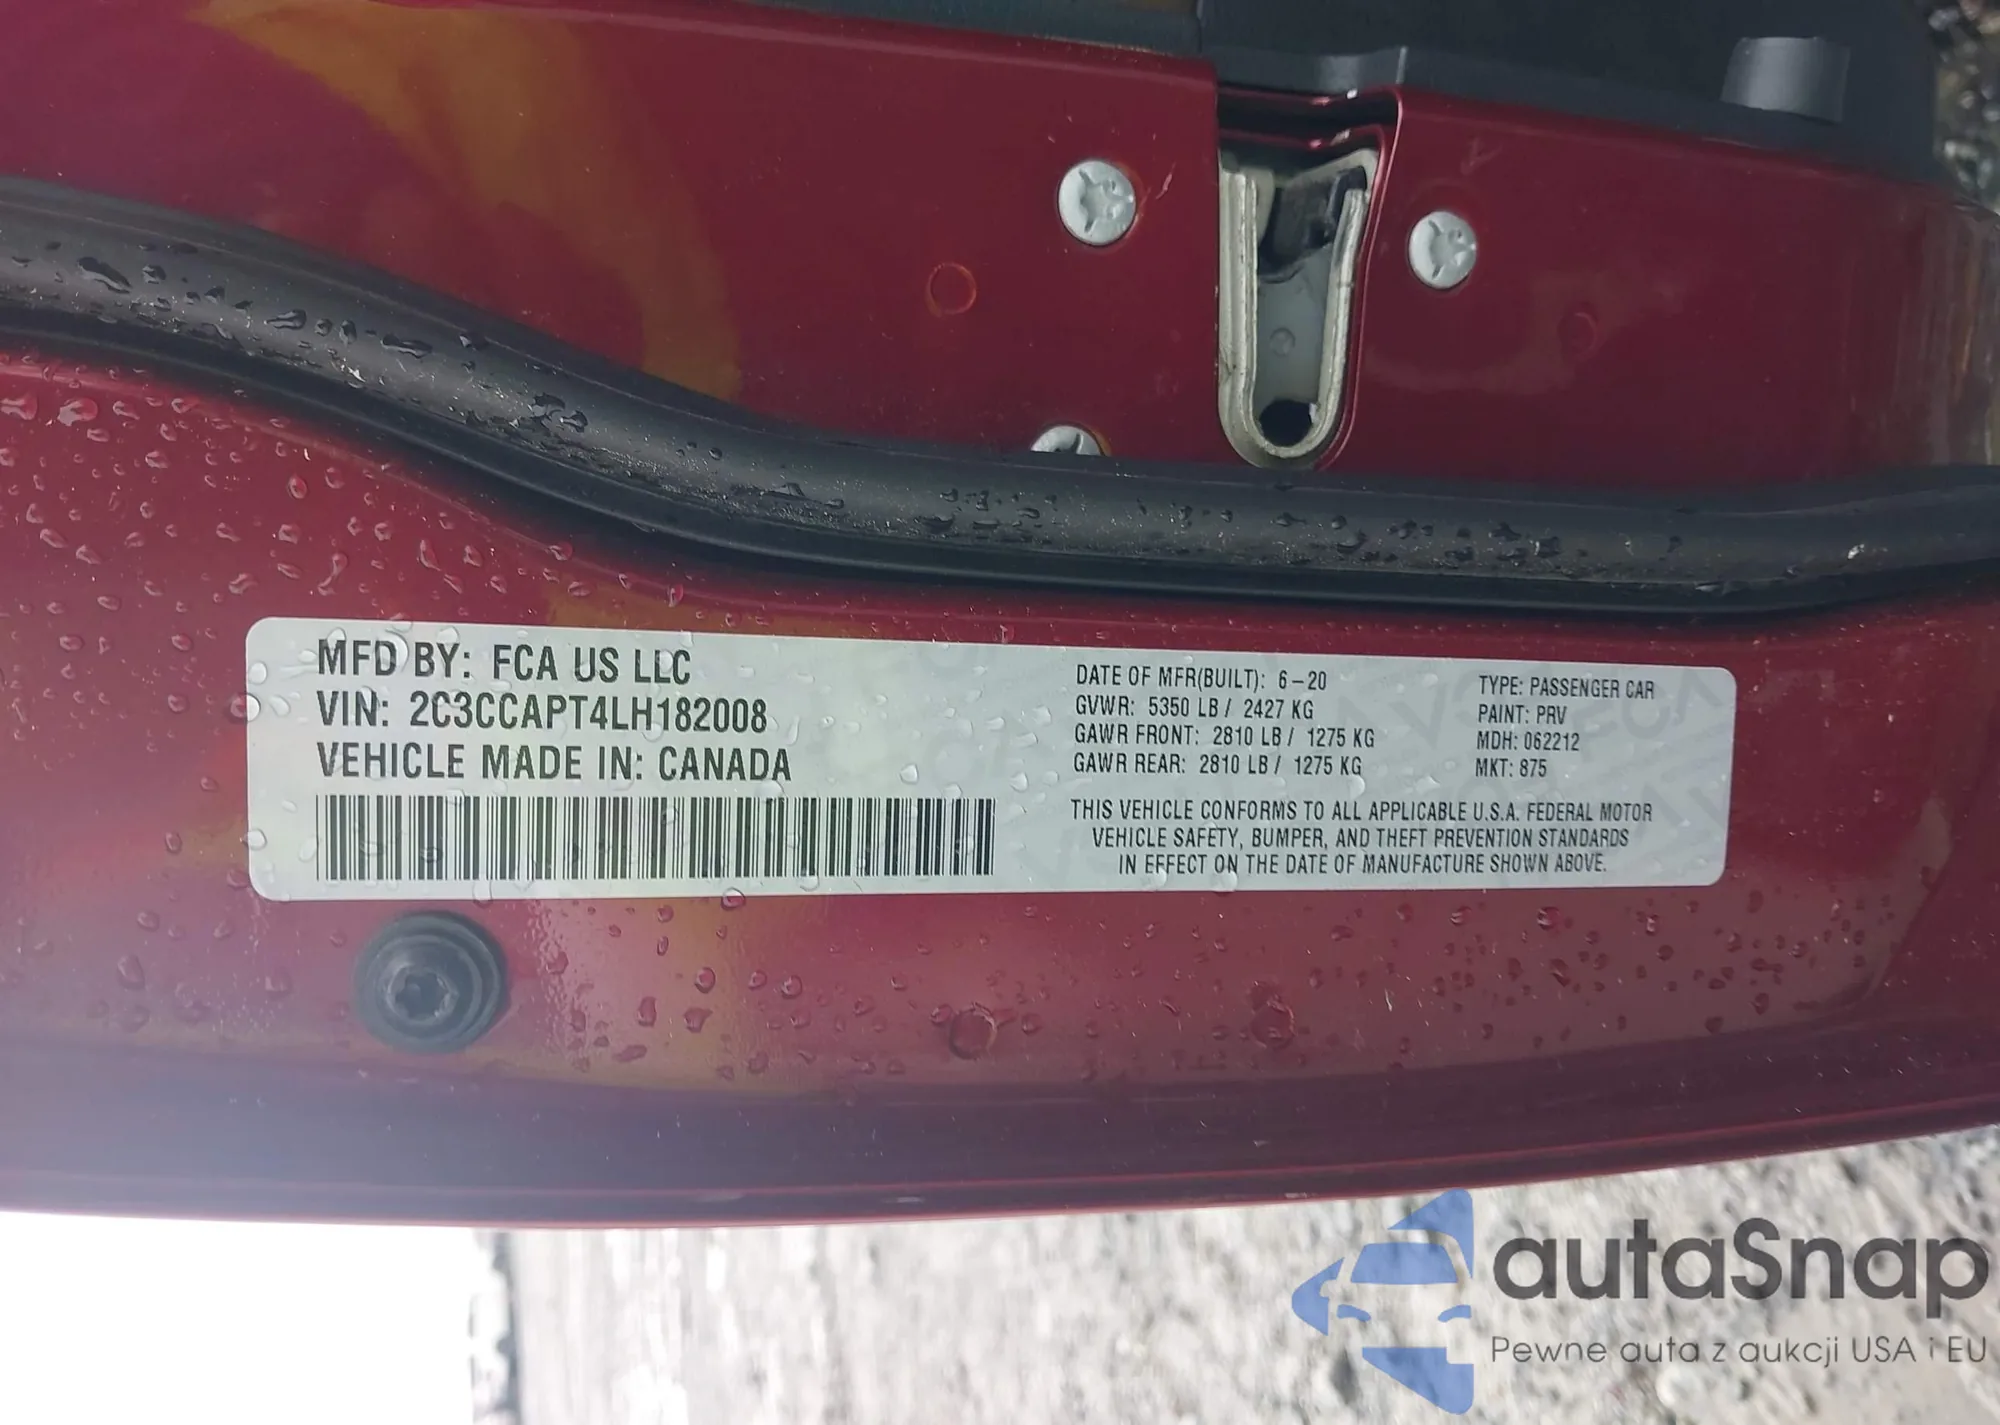 MFD BY: FCA US LLC
VIN: 2C3CCAPT4LH182008
VEHICLE MADE IN: CANADA
DATE OF MFR(BUILT): 6-20
GVWR: 5350 LB / 2427 KG
GAWR FRONT: 2810 LB / 1275 KG
GAWR REAR: 2810 LB / 1275 KG
TYPE: PASSENGER CAR
PAINT: PRV
MDH: 062212
MKT: 875
THIS VEHICLE CONFORMS TO ALL APPLICABLE U.S.A. FEDERAL MOTOR
VEHICLE SAFETY, BUMPER, AND THEFT PREVENTION STANDARDS
IN EFFECT ON THE DATE OF MANUFACTURE SHOWN ABOVE.
autaSnap
Pewne auta z aukcji USA i EU